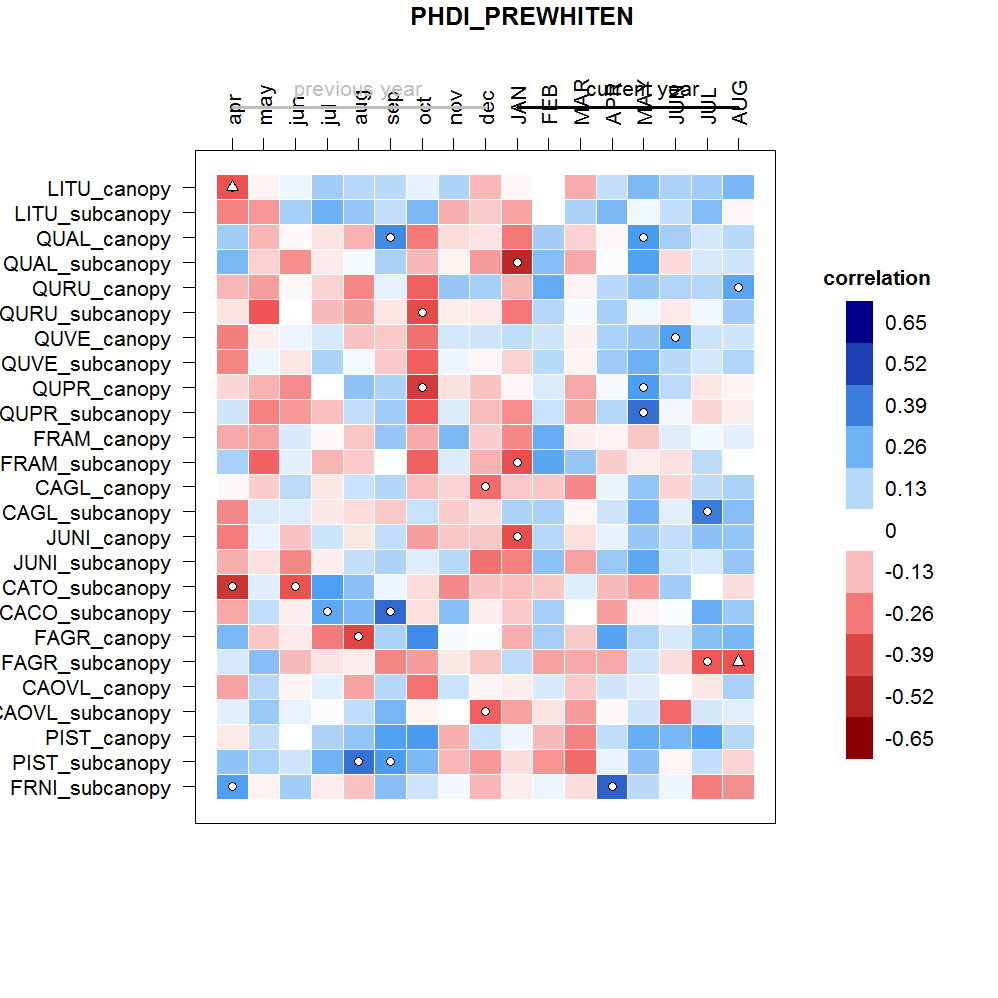 PHDI_PREWHITEN
previous year
current year
apr
may
jun
jul
aug
sep
oct
nov
dec
JAN
FEB
MAR
APR
MAY
JUN
JUL
AUG
LITU_canopy
LITU_subcanopy
QUAL_canopy
QUAL_subcanopy
QURU_canopy
QURU_subcanopy
QUVE_canopy
QUVE_subcanopy
QUPR_canopy
QUPR_subcanopy
FRAM_canopy
FRAM_subcanopy
CAGL_canopy
CAGL_subcanopy
JUNI_canopy
JUNI_subcanopy
CATO_subcanopy
CACO_subcanopy
FAGR_canopy
FAGR_subcanopy
CAOVL_canopy
CAOVL_subcanopy
PIST_canopy
PIST_subcanopy
FRNI_subcanopy
correlation
0.65
0.52
0.39
0.26
0.13
0
-0.13
-0.26
-0.39
-0.52
-0.65